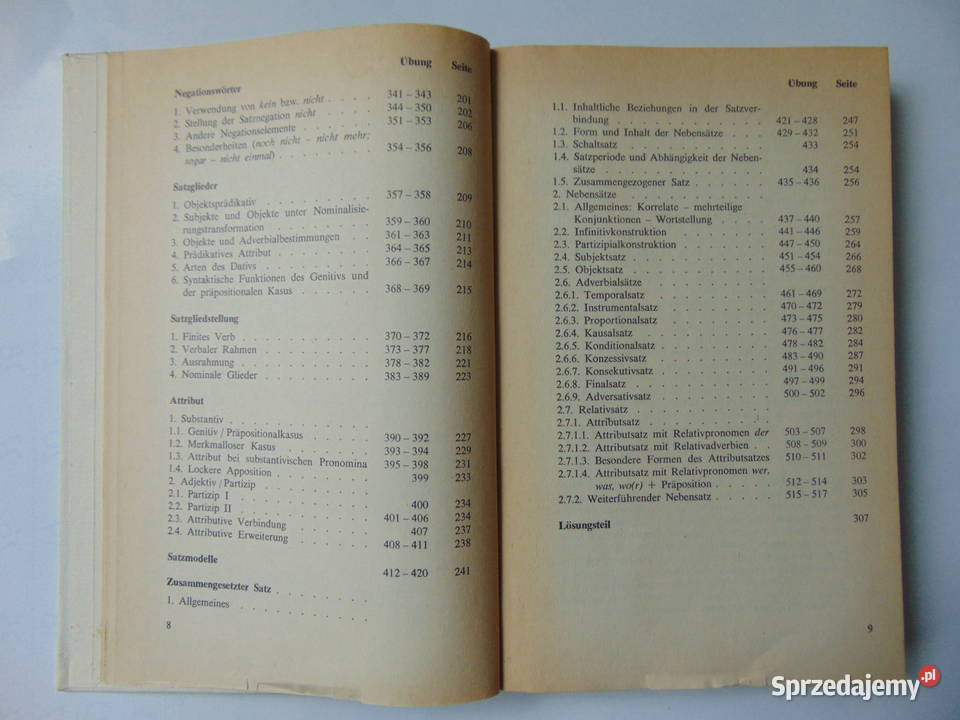 Übung Seite
Negationswörter
1. Verwendung von kein bzw. nicht . . . . 341–343 201
2. Stellung der Satznegation nicht . . . . 344–350 202
3. Andere Negationselemente . . . . 351–353 206
4. Besonderheiten (noch nicht – nicht mehr;
sogar – nicht einmal) . . . . 354–356 208
Satzglieder
1. Objektsprädikativ . . . . 357–358 209
2. Subjekte und Objekte unter Nominalisie-
rungstransformation . . . . 359–360 210
3. Objekte und Adverbialbestimmungen . . . . 361–363 211
4. Prädikatives Attribut . . . . 364–365 213
5. Arten des Dativs . . . . 366–367 214
6. Syntaktische Funktionen des Genitivs und
der präpositionalen Kasus . . . . 368–369 215
Satzgliedstellung
1. Finites Verb . . . . 370–372 216
2. Verbaler Rahmen . . . . 373–377 218
3. Ausrahmung . . . . 378–382 221
4. Nominale Glieder . . . . 383–389 223
Attribut
1. Substantiv . . . .
1.1. Genitiv/Präpositionalkasus . . . . 390–392 227
1.2. Merkmalloser Kasus . . . . 393–394 229
1.3. Attribut bei substantivischen Pronomina 395–398 231
1.4. Lockere Apposition . . . . 399 233
2. Adjektiv/Partizip . . . .
2.1. Partizip I . . . . 400 234
2.2. Partizip II . . . . 401–406 234
2.3. Attributive Verbindung . . . . 407 237
2.4. Attributive Erweiterung . . . . 408–411 238
Satzmodelle . . . . 412–420 241
Zusammengesetzter Satz . . . .
1. Allgemeines . . . .
8
Übung Seite
1.1. Inhaltliche Beziehungen in der Satzver-
bindung . . . . 421–428 247
1.2. Form und Inhalt der Nebensätze . . . . 429–432 251
1.3. Schaltsatz . . . . 433 254
1.4. Satzperiode und Abhängigkeit der Neben-
sätze . . . . 434 254
1.5. Zusammengezogener Satz . . . . 435–436 256
2. Nebensätze . . . .
2.1. Allgemeines: Korrelate – mehrteilige
Konjunktionen – Wortstellung . . . . 437–440 257
2.2. Infinitivkonstruktion . . . . 441–446 259
2.3. Partizipialkonstruktion . . . . 447–450 264
2.4. Subjektsatz . . . . 451–454 266
2.5. Objektsatz . . . . 455–460 268
2.6. Adverbialsätze . . . .
2.6.1. Temporalsatz . . . . 461–469 272
2.6.2. Instrumentalsatz . . . . 470–472 279
2.6.3. Proportionalsatz . . . . 473–475 280
2.6.4. Kausalsatz . . . . 476–477 282
2.6.5. Konditionalsatz . . . . 478–482 284
2.6.6. Konzessivsatz . . . . 483–490 287
2.6.7. Konsekutivsatz . . . . 491–496 291
2.6.8. Finalsatz . . . . 497–499 294
2.6.9. Adversativsatz . . . . 500–502 296
2.7. Relativsatz . . . .
2.7.1. Attributsatz . . . .
2.7.1.1. Attributsatz mit Relativpronomen der 503–507 298
2.7.1.2. Attributsatz mit Relativadverbien . . 508–509 300
2.7.1.3. Besondere Formen des Attributsatzes 510–511 302
2.7.1.4. Attributsatz mit Relativpronomen wer,
was, wo(r) + Präposition . . . . 512–514 303
2.7.2. Weiterführender Nebensatz . . . . 515–517 305
Lösungsteil 307
9
Sprzedajemy.pl